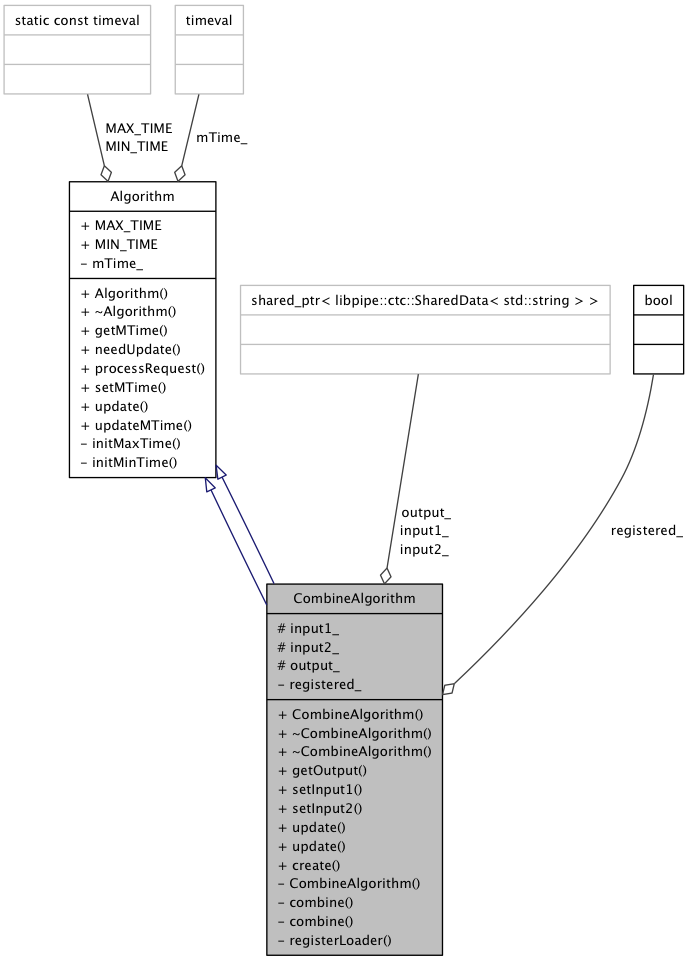 static const timeval
timeval
MAX_TIME
MIN_TIME
mTime_
Algorithm
+ MAX_TIME
+ MIN_TIME
- mTime_
+ Algorithm()
+ ~Algorithm()
+ getMTime()
+ needUpdate()
+ processRequest()
+ setMTime()
+ update()
+ updateMTime()
- initMaxTime()
- initMinTime()
shared_ptr< libpipe::ctc::SharedData< std::string > >
bool
output_
input1_
input2_
registered_
CombineAlgorithm
# input1_
# input2_
# output_
- registered_
+ CombineAlgorithm()
+ ~CombineAlgorithm()
+ ~CombineAlgorithm()
+ getOutput()
+ setInput1()
+ setInput2()
+ update()
+ update()
+ create()
- CombineAlgorithm()
- combine()
- combine()
- registerLoader()